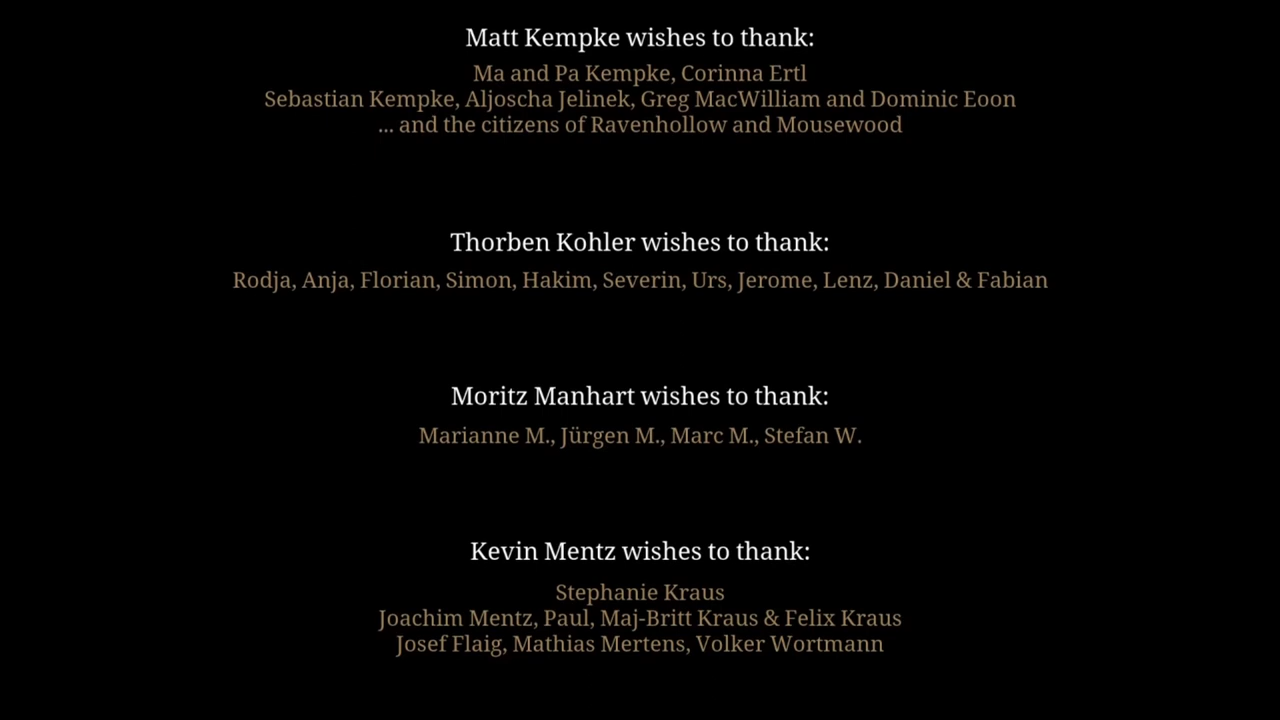 Matt Kempke wishes to thank:
Ma and Pa Kempke, Corinna Ertl
Sebastian Kempke, Aljoscha Jelinek, Greg MacWilliam and Dominic Eoon
... and the citizens of Ravenhollow and Mousewood
Thorben Kohler wishes to thank:
Rodja, Anja, Florian, Simon, Hakim, Severin, Urs, Jerome, Lenz, Daniel & Fabian
Moritz Manhart wishes to thank:
Marianne M., Jürgen M., Marc M., Stefan W.
Kevin Mentz wishes to thank:
Stephanie Kraus
Joachim Mentz, Paul, Maj-Britt Kraus & Felix Kraus
Josef Flaig, Mathias Mertens, Volker Wortmann